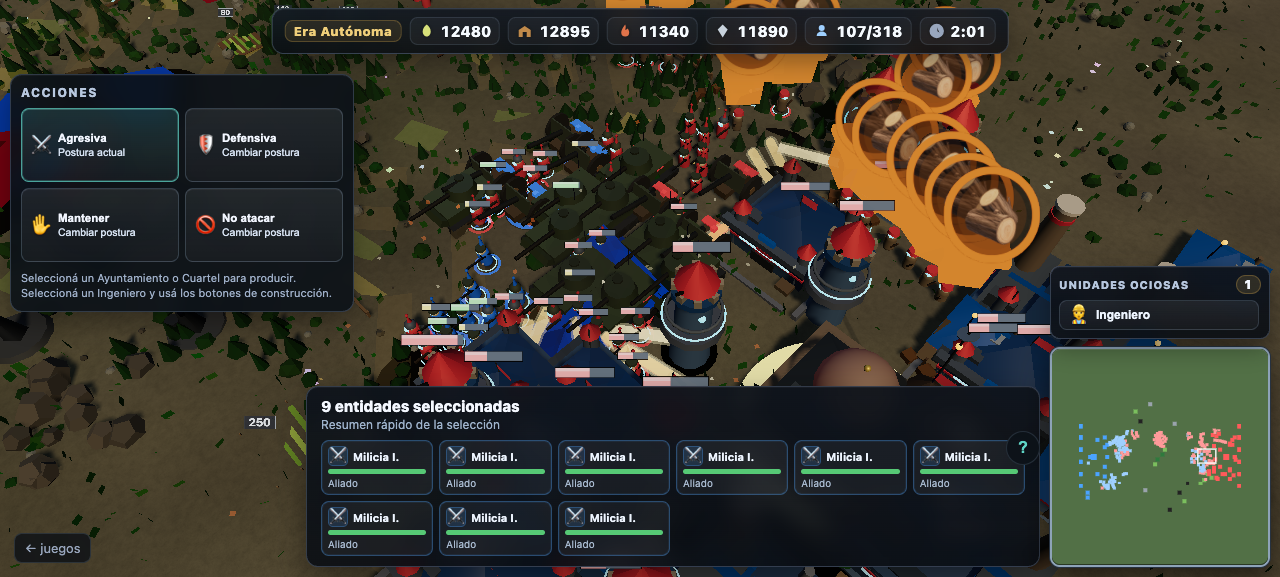 80
Era Autónoma
12480
12895
11340
11890
107/318
2:01
ACCIONES
Agresiva
Postura actual
Defensiva
Cambiar postura
Mantener
Cambiar postura
No atacar
Cambiar postura
Seleccioná un Ayuntamiento o Cuartel para producir.
Seleccioná un Ingeniero y usá los botones de construcción.
UNIDADES OCIOSAS
1
Ingeniero
250
9 entidades seleccionadas
Resumen rápido de la selección
?
Milicia I.
Aliado
Milicia I.
Aliado
Milicia I.
Aliado
Milicia I.
Aliado
Milicia I.
Aliado
Milicia I.
Aliado
Milicia I.
Aliado
Milicia I.
Aliado
Milicia I.
Aliado
← juegos